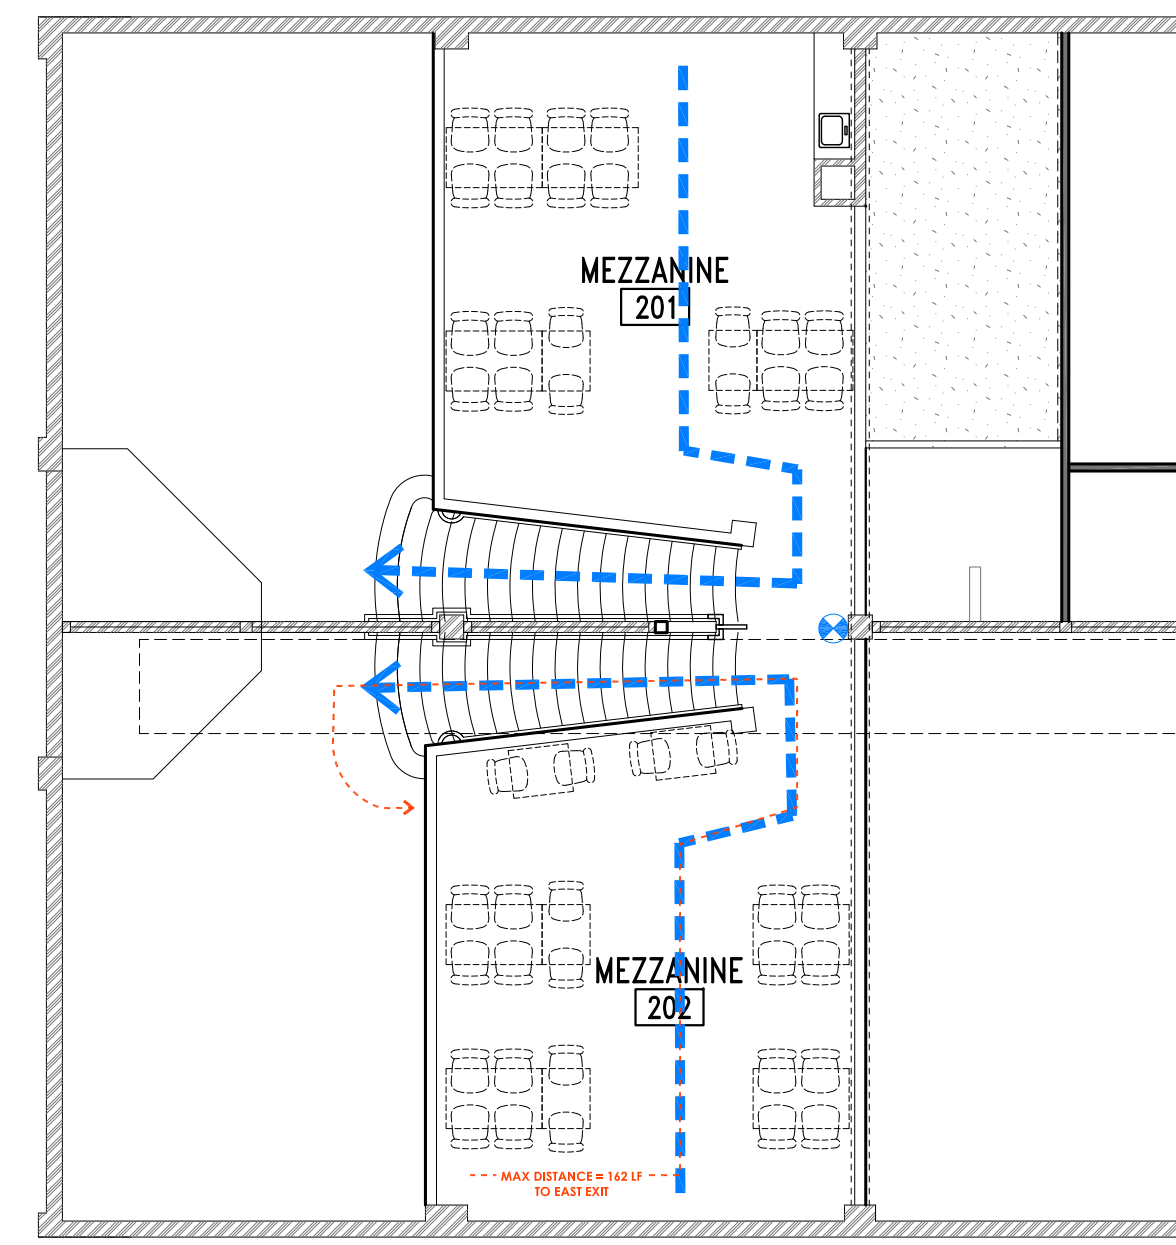 MEZZANINE
201
MEZZANINE
202
MAX DISTANCE = 162 LF
TO EAST EXIT